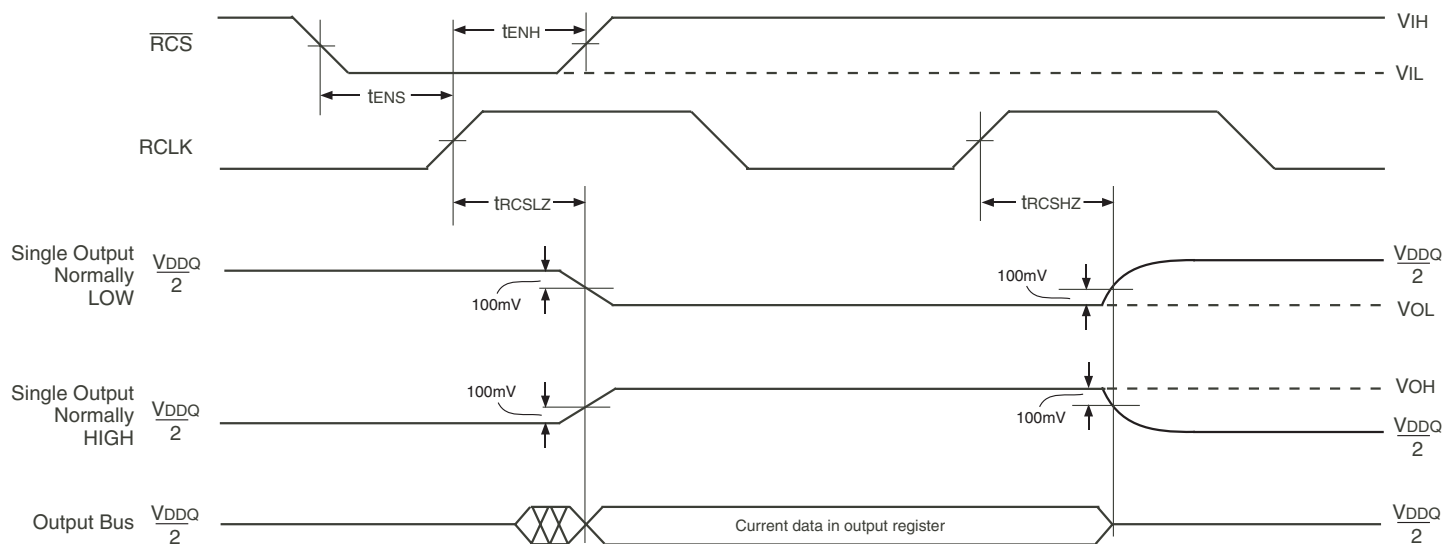 tENH
VIH
RCS
VIL
tENS
RCLK
tRCSLZ
tRCSHZ
Single Output
Normally
LOW
VDDQ
2
100mV
100mV
VDDQ
2
VOL
Single Output
Normally
HIGH
VDDQ
2
100mV
100mV
VOH
VDDQ
2
Output Bus
VDDQ
2
Current data in output register
VDDQ
2